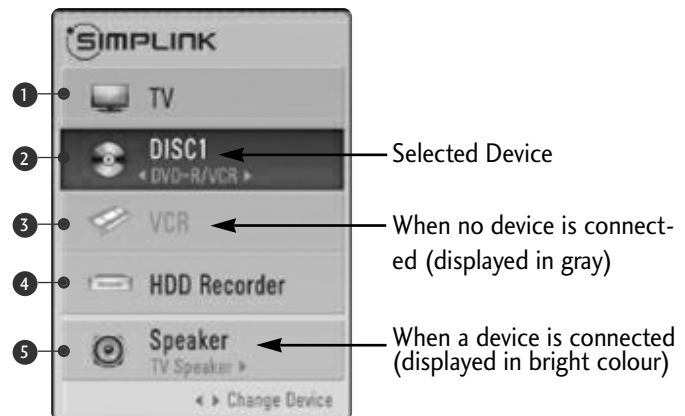 SIMPLINK
1 TV
2 DISC1
◂ DVD-R/VCR ▸
Selected Device
3 VCR
When no device is connect-
ed (displayed in gray)
4 HDD Recorder
5 Speaker
TV Speaker ▸
When a device is connected
(displayed in bright colour)
◂ ▸ Change Device